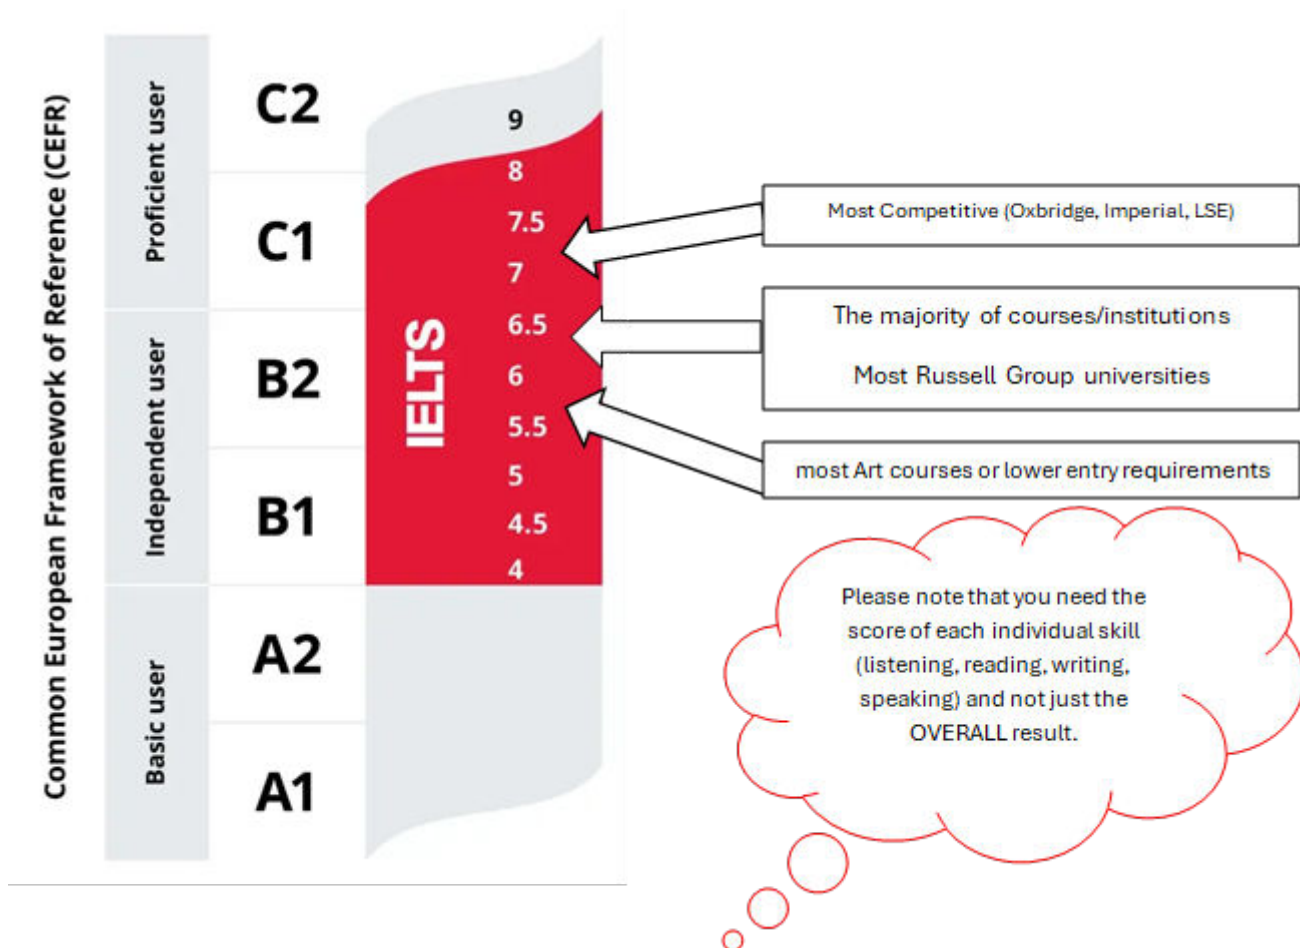 Common European Framework of Reference (CEFR)
Proficient user
Independent user
Basic user
C2
C1
B2
B1
A2
A1
IELTS
9
8
7.5
7
6.5
6
5.5
5
4.5
4
Most Competitive (Oxbridge, Imperial, LSE)
The majority of courses/institutions
Most Russell Group universities
most Art courses or lower entry requirements
Please note that you need the
score of each individual skill
(listening, reading, writing,
speaking) and not just the
OVERALL result.